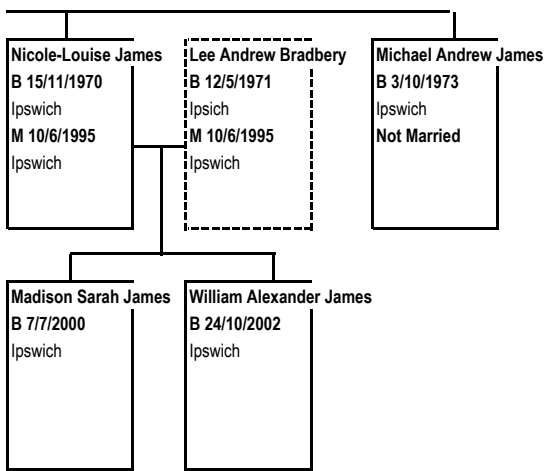 Nicole-Louise James
B 15/11/1970
Ipswich
M 10/6/1995
Ipswich
Lee Andrew Bradbery
B 12/5/1971
Ipsich
M 10/6/1995
Ipswich
Michael Andrew James
B 3/10/1973
Ipswich
Not Married
Madison Sarah James
B 7/7/2000
Ipswich
William Alexander James
B 24/10/2002
Ipswich